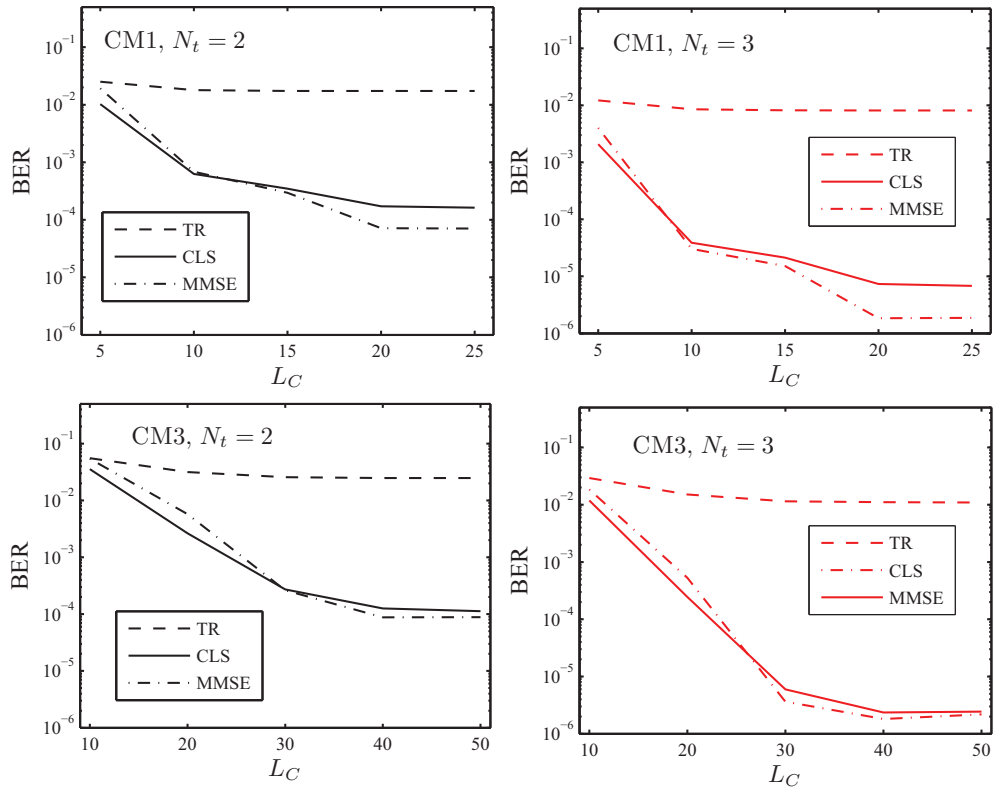 CM1, N_t = 2
BER
10^-1
10^-2
10^-3
10^-4
10^-5
10^-6
TR
CLS
MMSE
5 10 15 20 25
L_C
CM1, N_t = 3
BER
10^-1
10^-2
10^-3
10^-4
10^-5
10^-6
TR
CLS
MMSE
5 10 15 20 25
L_C
CM3, N_t = 2
BER
10^-1
10^-2
10^-3
10^-4
10^-5
10^-6
TR
CLS
MMSE
10 20 30 40 50
L_C
CM3, N_t = 3
BER
10^-1
10^-2
10^-3
10^-4
10^-5
10^-6
TR
CLS
MMSE
10 20 30 40 50
L_C